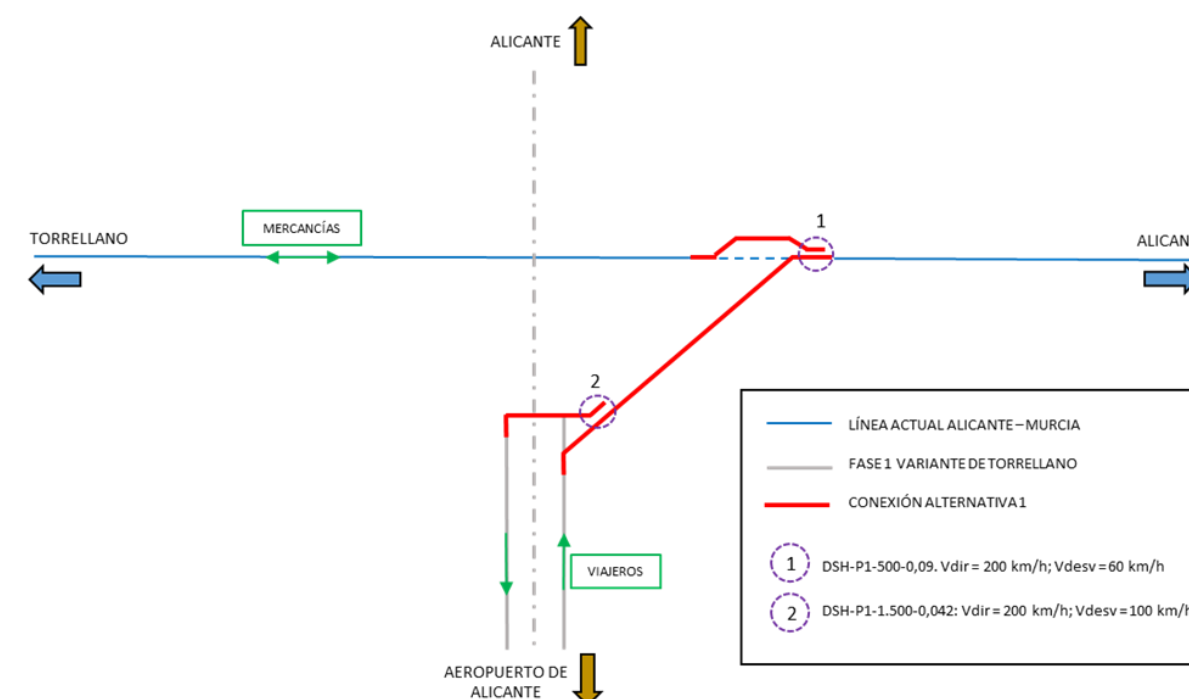 ALICANTE
1
MERCANCÍAS
TORRELLANO
ALICAN
2
LÍNEA ACTUAL ALICANTE – MURCIA
FASE 1 VARIANTE DE TORRELLANO
CONEXIÓN ALTERNATIVA 1
1 DSH-P1-500-0,09. Vdir = 200 km/h; Vdesv = 60 km/h
VIAJEROS
2 DSH-P1-1.500-0,042: Vdir = 200 km/h; Vdesv = 100 km/h
AEROPUERTO DE
ALICANTE